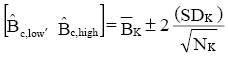 [B̂c,low, B̂c,high] = B̅K ± 2 (SDK / √NK)